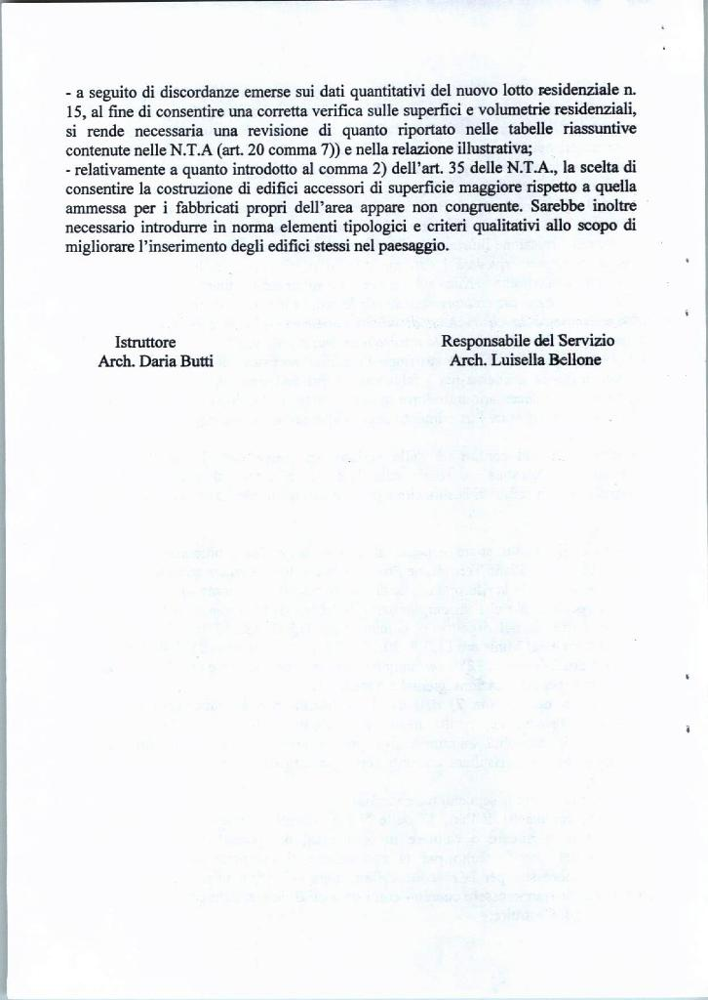 - a seguito di discordanze emerse sui dati quantitativi del nuovo lotto residenziale n.
15, al fine di consentire una corretta verifica sulle superfici e volumetrie residenziali,
si rende necessaria una revisione di quanto riportato nelle tabelle riassuntive
contenute nelle N.T.A (art. 20 comma 7)) e nella relazione illustrativa;
- relativamente a quanto introdotto al comma 2) dell'art. 35 delle N.T.A., la scelta di
consentire la costruzione di edifici accessori di superficie maggiore rispetto a quella
ammessa per i fabbricati propri dell'area appare non congruente. Sarebbe inoltre
necessario introdurre in norma elementi tipologici e criteri qualitativi allo scopo di
migliorare l'inserimento degli edifici stessi nel paesaggio.
Istruttore
Arch. Daria Butti
Responsabile del Servizio
Arch. Luisella Bellone